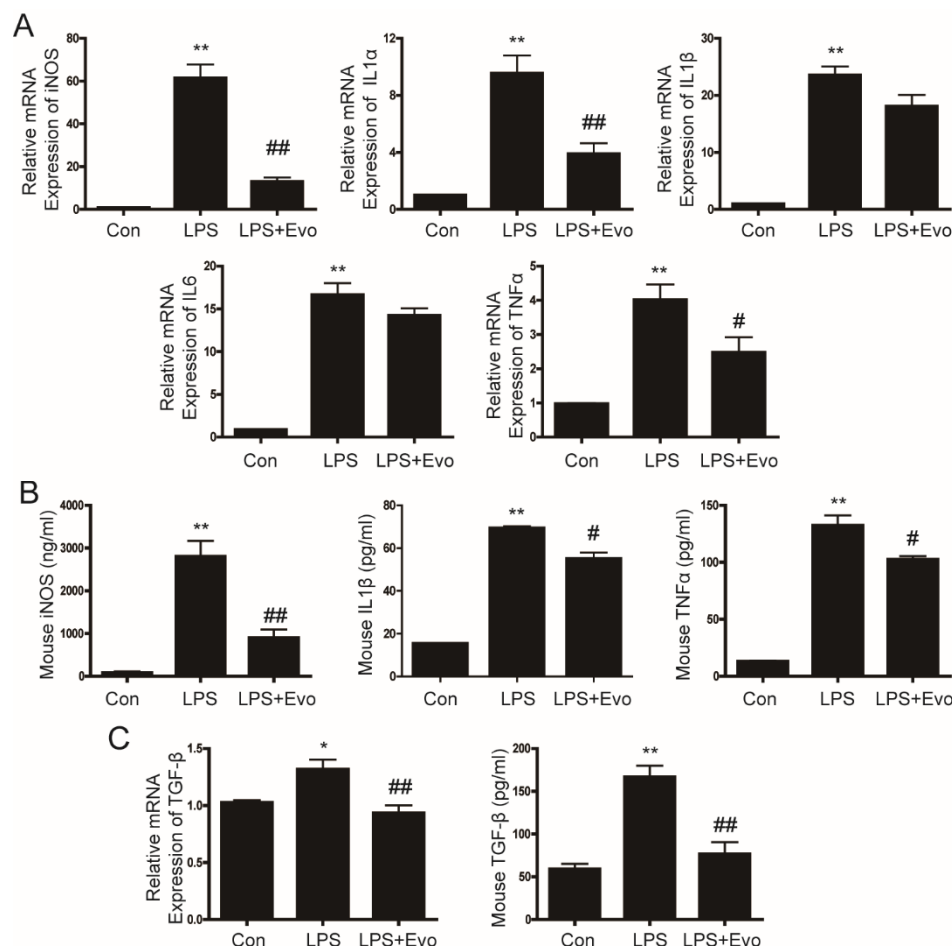 A
Relative mRNA
Expression of iNOS
80
60
40
20
0
**
##
Con LPS LPS+Evo
Relative mRNA
Expression of IL1α
12
8
4
0
**
##
Con LPS LPS+Evo
Relative mRNA
Expression of IL1β
30
20
10
0
**
Con LPS LPS+Evo
Relative mRNA
Expression of IL6
20
15
10
5
0
**
Con LPS LPS+Evo
Relative mRNA
Expression of TNFα
5
4
3
2
1
0
**
#
Con LPS LPS+Evo
B
Mouse iNOS (ng/ml)
4000
3000
2000
1000
0
**
##
Con LPS LPS+Evo
Mouse IL1β (pg/ml)
80
60
40
20
0
**
#
Con LPS LPS+Evo
Mouse TNFα (pg/ml)
150
100
50
0
**
#
Con LPS LPS+Evo
C
Relative mRNA
Expression of TGF-β
1.5
1.0
0.5
0.0
*
##
Con LPS LPS+Evo
Mouse TGF-β (pg/ml)
200
150
100
50
0
**
##
Con LPS LPS+Evo